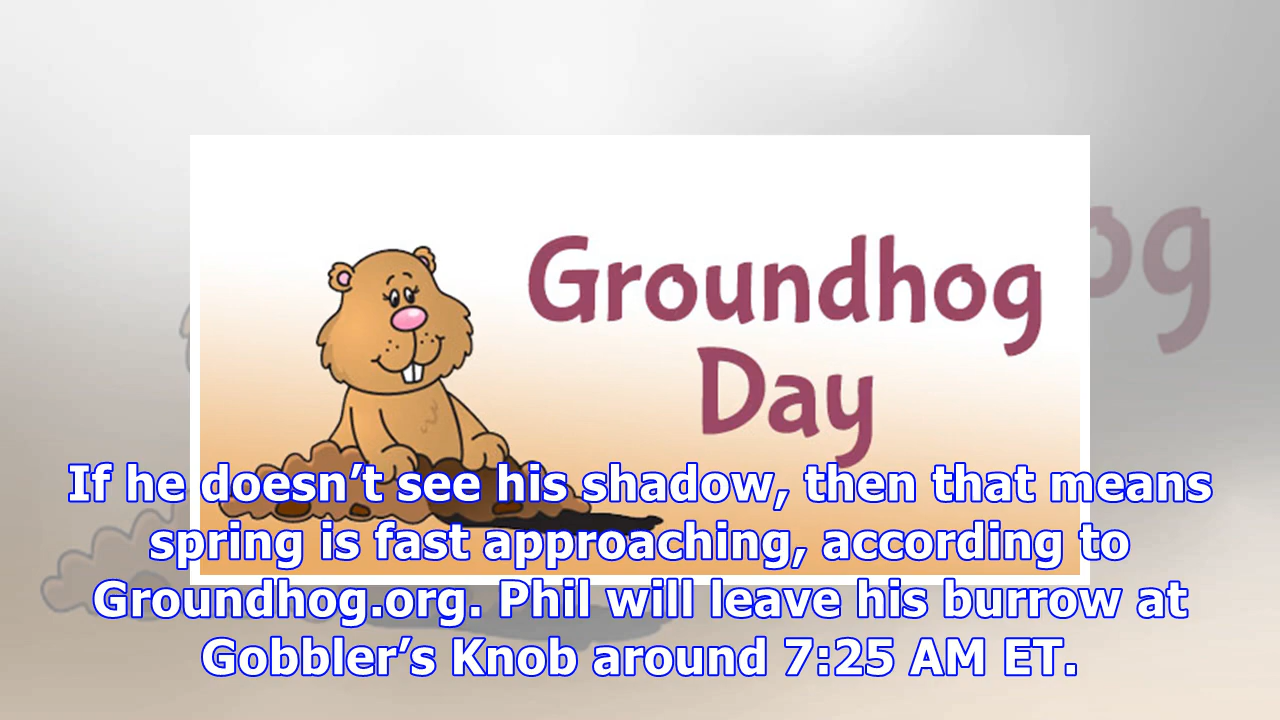 Groundhog
Day
og
If he doesn’t see his shadow, then that means
spring is fast approaching, according to
Groundhog.org. Phil will leave his burrow at
Gobbler’s Knob around 7:25 AM ET.